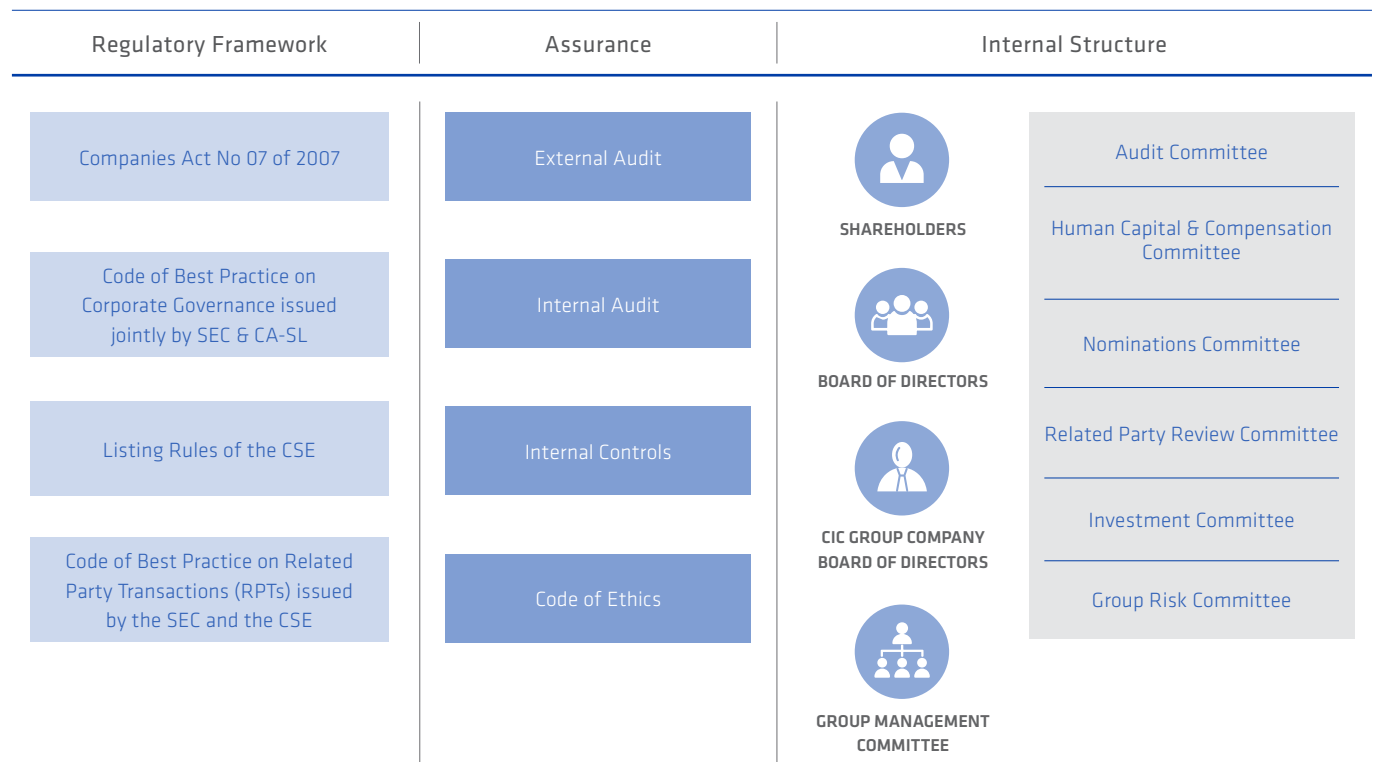 Regulatory Framework
Assurance
Internal Structure
Companies Act No 07 of 2007
Code of Best Practice on
Corporate Governance issued
jointly by SEC & CA-SL
Listing Rules of the CSE
Code of Best Practice on Related
Party Transactions (RPTs) issued
by the SEC and the CSE
External Audit
Internal Audit
Internal Controls
Code of Ethics
SHAREHOLDERS
BOARD OF DIRECTORS
CIC GROUP COMPANY
BOARD OF DIRECTORS
GROUP MANAGEMENT
COMMITTEE
Audit Committee
Human Capital & Compensation
Committee
Nominations Committee
Related Party Review Committee
Investment Committee
Group Risk Committee